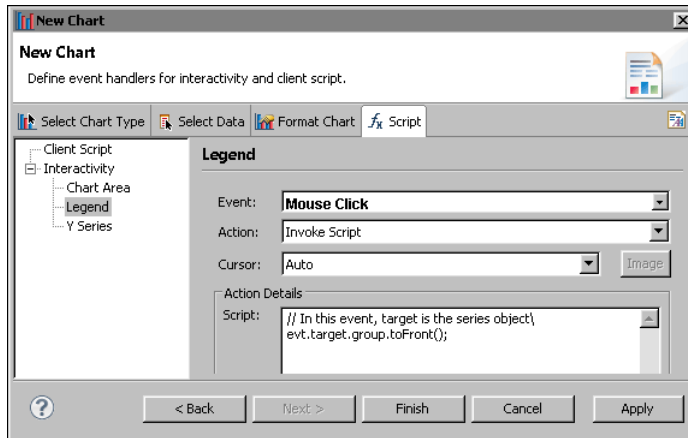 New Chart
New Chart
Define event handlers for interactivity and client script.
Select Chart Type Select Data Format Chart fx Script
Client Script
Interactivity
Chart Area
Legend
Y Series
Legend
Event: Mouse Click
Action: Invoke Script
Cursor: Auto Image
Action Details
Script: // In this event, target is the series object\
evt.target.group.toFront();
? < Back Next > Finish Cancel Apply